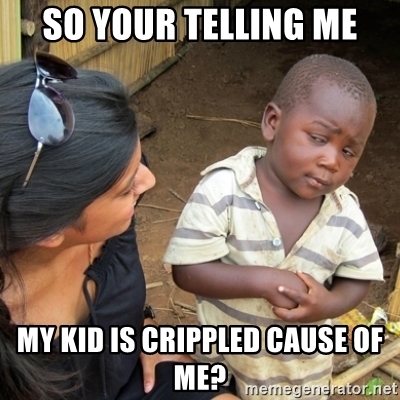 SO YOUR TELLING ME
MY KID IS CRIPPLED CAUSE OF
ME?
memegenerator.net